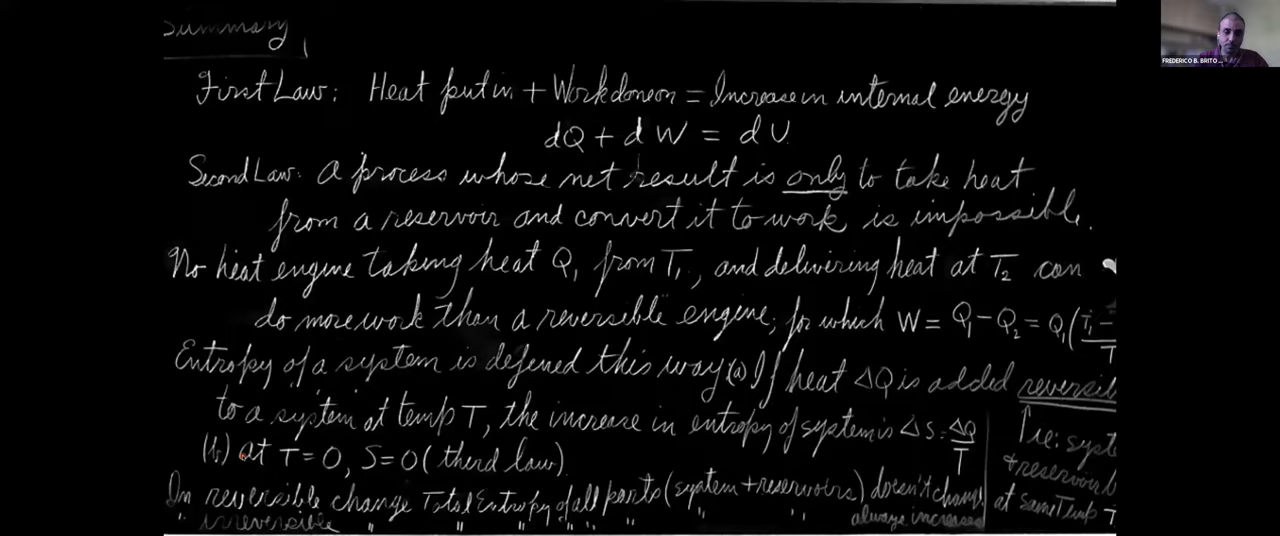 Summary
First Law: Heat put in + Work done on = Increase in internal energy
dQ + dW = dU
Second Law: A process whose net result is only to take heat
from a reservoir and convert it to work is impossible.
No heat engine taking heat Q₁ from T₁, and delivering heat at T₂ can
do more work than a reversible engine, for which W = Q₁ - Q₂ = Q₁(T₁ -
T
Entropy of a system is defined this way (a) If heat ΔQ is added reversib
to a system at temp T, the increase in entropy of system is ΔS = ΔQ/T
(b) at T = 0, S = 0 (third law)
In reversible change Total Entropy of all parts (system + reservoirs) doesn't change
" irreversible " " " " " " " " always increases
ie: syst
+ reservoir b
at same Temp T
FREDERICO B. BRITO